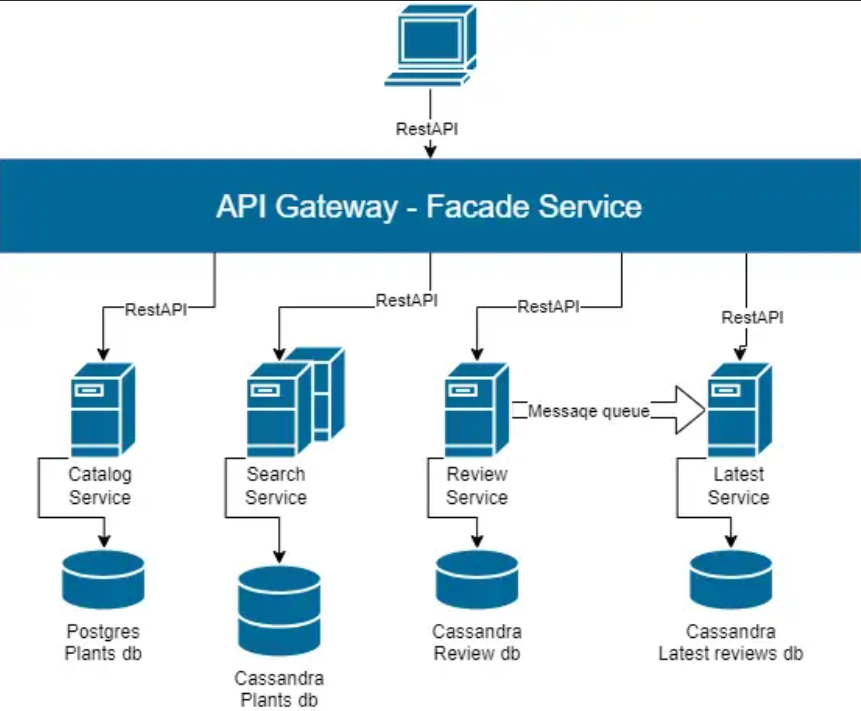 RestAPI
API Gateway - Facade Service
RestAPI
RestAPI
RestAPI
RestAPI
Messaqe queue
Catalog
Service
Search
Service
Review
Service
Latest
Service
Postgres
Plants db
Cassandra
Plants db
Cassandra
Review db
Cassandra
Latest reviews db